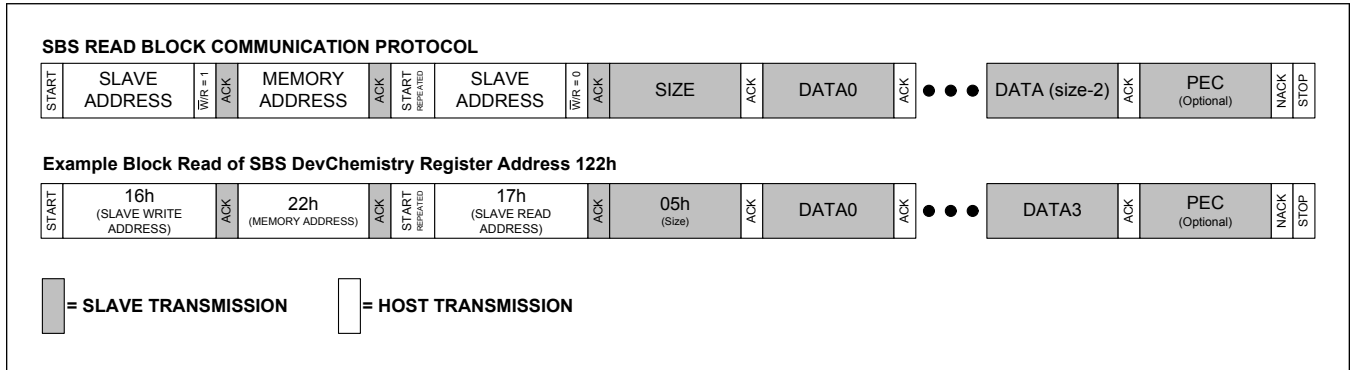 SBS READ BLOCK COMMUNICATION PROTOCOL
START
SLAVE
ADDRESS
W̅/R = 1
ACK
MEMORY
ADDRESS
ACK
START
REPEATED
SLAVE
ADDRESS
W̅/R = 0
ACK
SIZE
ACK
DATA0
ACK
● ● ●
DATA (size-2)
ACK
PEC
(Optional)
NACK
STOP
Example Block Read of SBS DevChemistry Register Address 122h
START
16h
(SLAVE WRITE
ADDRESS)
ACK
22h
(MEMORY ADDRESS)
ACK
START
REPEATED
17h
(SLAVE READ
ADDRESS)
ACK
05h
(Size)
ACK
DATA0
ACK
● ● ●
DATA3
ACK
PEC
(Optional)
NACK
STOP
= SLAVE TRANSMISSION
= HOST TRANSMISSION